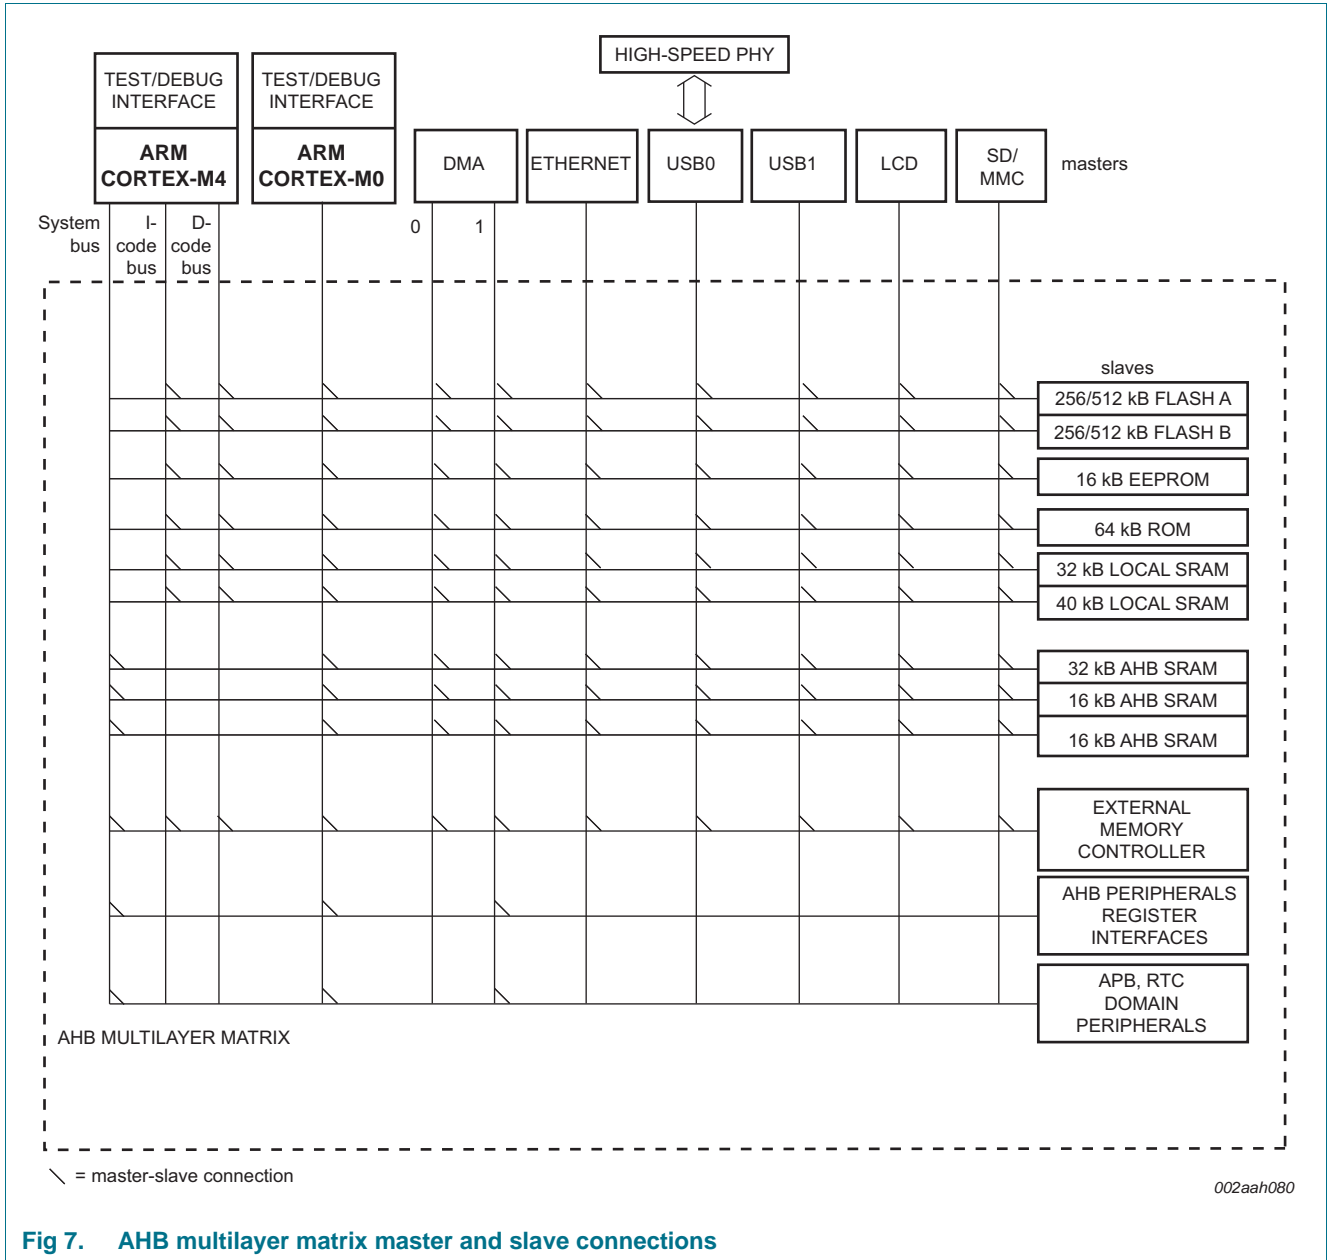 HIGH-SPEED PHY
TEST/DEBUG
INTERFACE
TEST/DEBUG
INTERFACE
ARM
CORTEX-M4
ARM
CORTEX-M0
DMA
ETHERNET
USB0
USB1
LCD
SD/
MMC
masters
System
bus
I-
code
bus
D-
code
bus
0
1
slaves
256/512 kB FLASH A
256/512 kB FLASH B
16 kB EEPROM
64 kB ROM
32 kB LOCAL SRAM
40 kB LOCAL SRAM
32 kB AHB SRAM
16 kB AHB SRAM
16 kB AHB SRAM
EXTERNAL
MEMORY
CONTROLLER
AHB PERIPHERALS
REGISTER
INTERFACES
APB, RTC
DOMAIN
PERIPHERALS
AHB MULTILAYER MATRIX
= master-slave connection
002aah080
Fig 7. AHB multilayer matrix master and slave connections